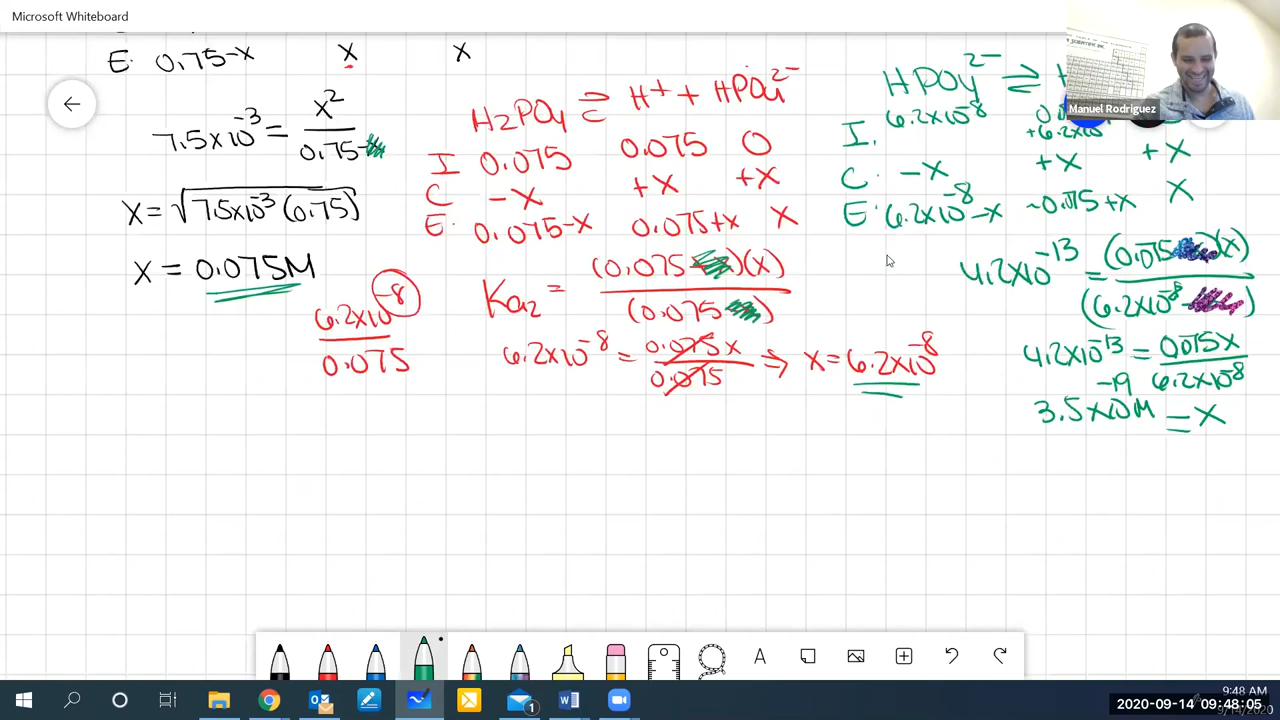 Microsoft Whiteboard
E: 0.75-x x x
7.5x10^-3 = x^2 / 0.75-
x = √7.5x10^-3 (0.75)
x = 0.075M
6.2x10^-8 / 0.075
H2PO4 ⇌ H+ + HPO4^2-
I 0.075 0.075 0
C -x +x +x
E: 0.075-x 0.075+x x
Ka2 = (0.075 )(x) / (0.075 )
6.2x10^-8 = 0.075x / 0.075 ⇒ x = 6.2x10^-8
HPO4^2- ⇌
I. 6.2x10^-8
C. -x +x +x
E: 6.2x10^-8-x ~0.075+x x
4.2x10^-13 = (0.075 )(x) / (6.2x10^-8 )
4.2x10^-13 = 0.075x / 6.2x10^-8
3.5x10^-19 M = x
Manuel Rodriguez
A
1
9:48 AM
2020-09-14 09:48:05